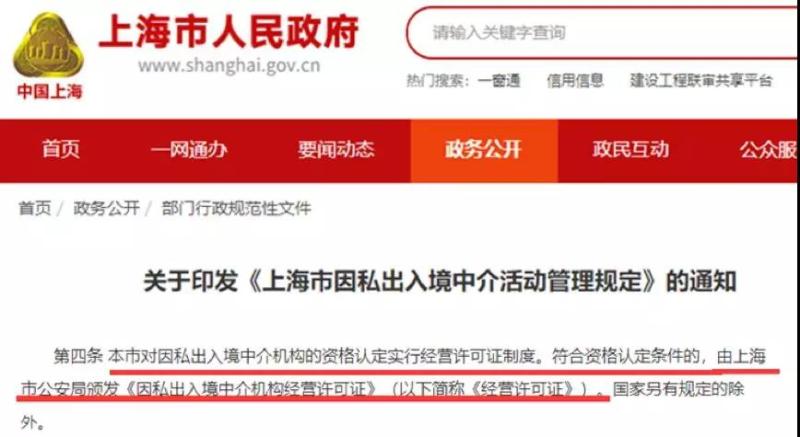 上海市人民政府
www.shanghai.gov.cn
中国上海
请输入关键字查询
热门搜索： 一窗通 信用信息 建设工程联审共享平台
首页 一网通办 要闻动态 政务公开 政民互动 公众服
首页 / 政务公开 / 部门行政规范性文件
关于印发《上海市因私出入境中介活动管理规定》的通知
第四条 本市对因私出入境中介机构的资格认定实行经营许可证制度。符合资格认定条件的，由上海
市公安局颁发《因私出入境中介机构经营许可证》（以下简称《经营许可证》）。国家另有规定的除
外。